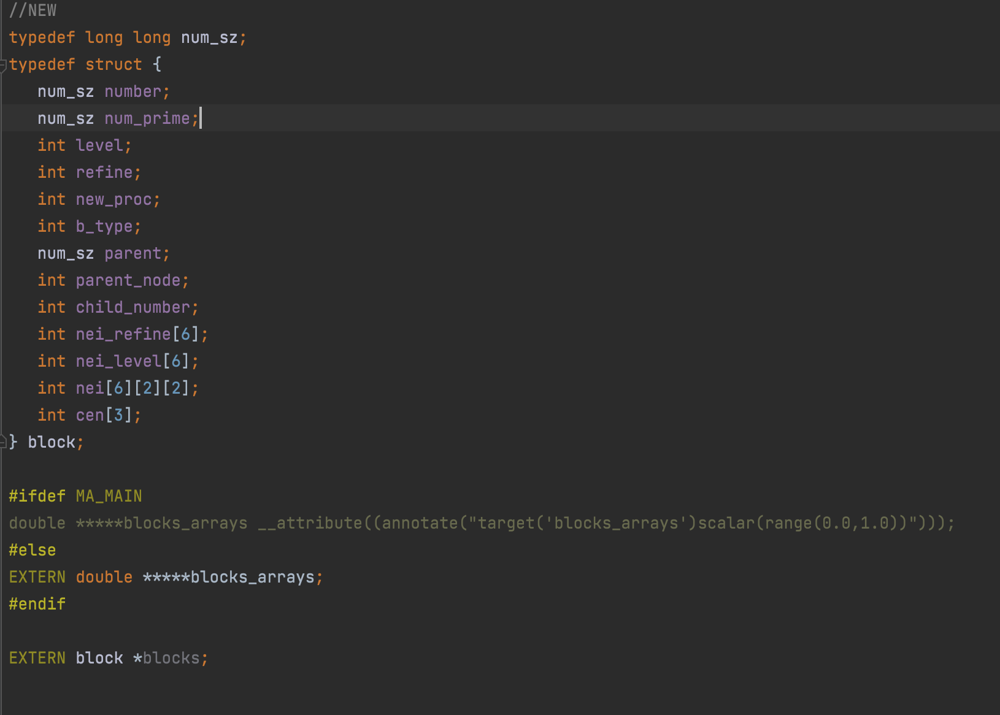 //NEW
typedef long long num_sz;
typedef struct {
   num_sz number;
   num_sz num_prime;
   int level;
   int refine;
   int new_proc;
   int b_type;
   num_sz parent;
   int parent_node;
   int child_number;
   int nei_refine[6];
   int nei_level[6];
   int nei[6][2][2];
   int cen[3];
} block;
#ifdef MA_MAIN
double *****blocks_arrays __attribute((annotate("target('blocks_arrays')scalar(range(0.0,1.0))")));
#else
EXTERN double *****blocks_arrays;
#endif
EXTERN block *blocks;